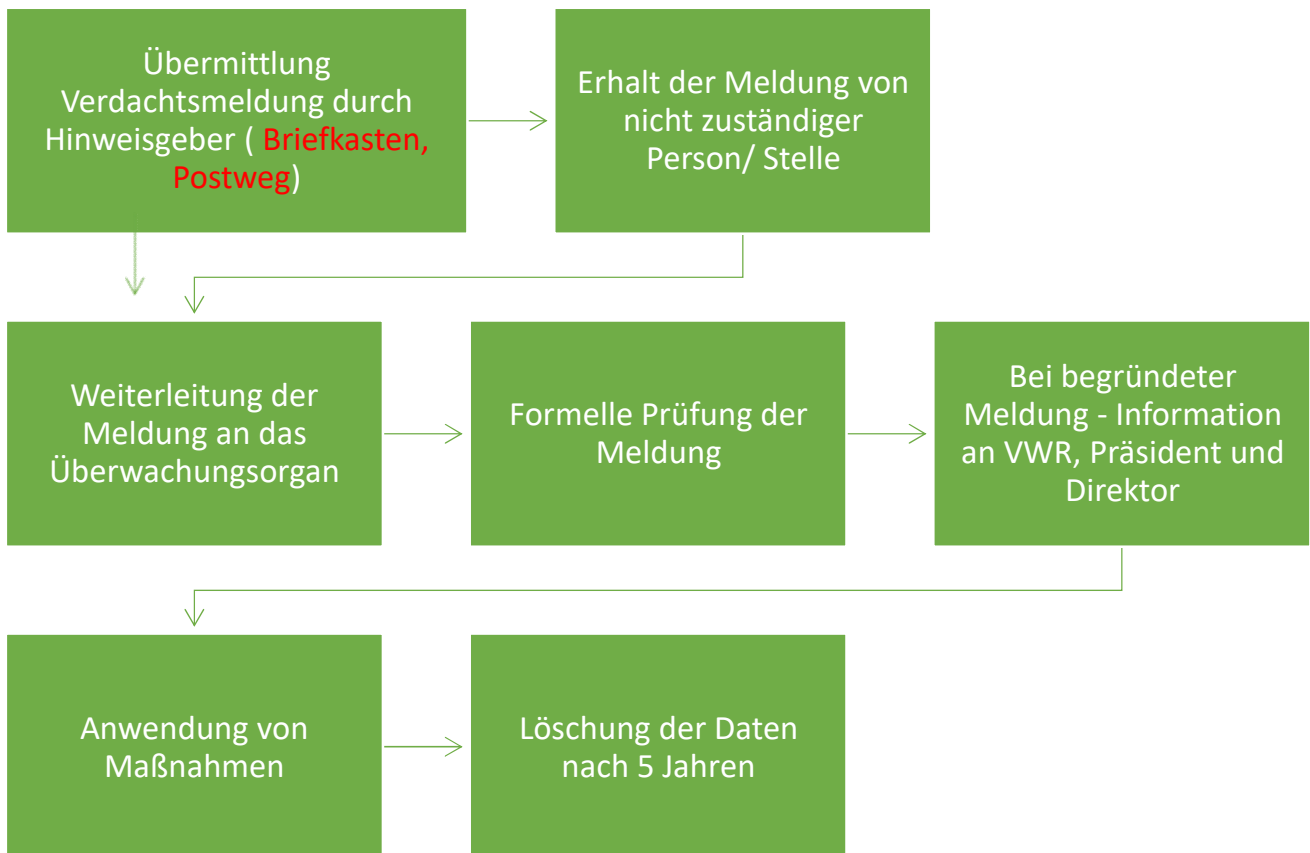 Übermittlung
Verdachtsmeldung durch
Hinweisgeber ( Briefkasten,
Postweg)
Erhalt der Meldung von
nicht zuständiger
Person/ Stelle
Weiterleitung der
Meldung an das
Überwachungsorgan
Formelle Prüfung der
Meldung
Bei begründeter
Meldung - Information
an VWR, Präsident und
Direktor
Anwendung von
Maßnahmen
Löschung der Daten
nach 5 Jahren